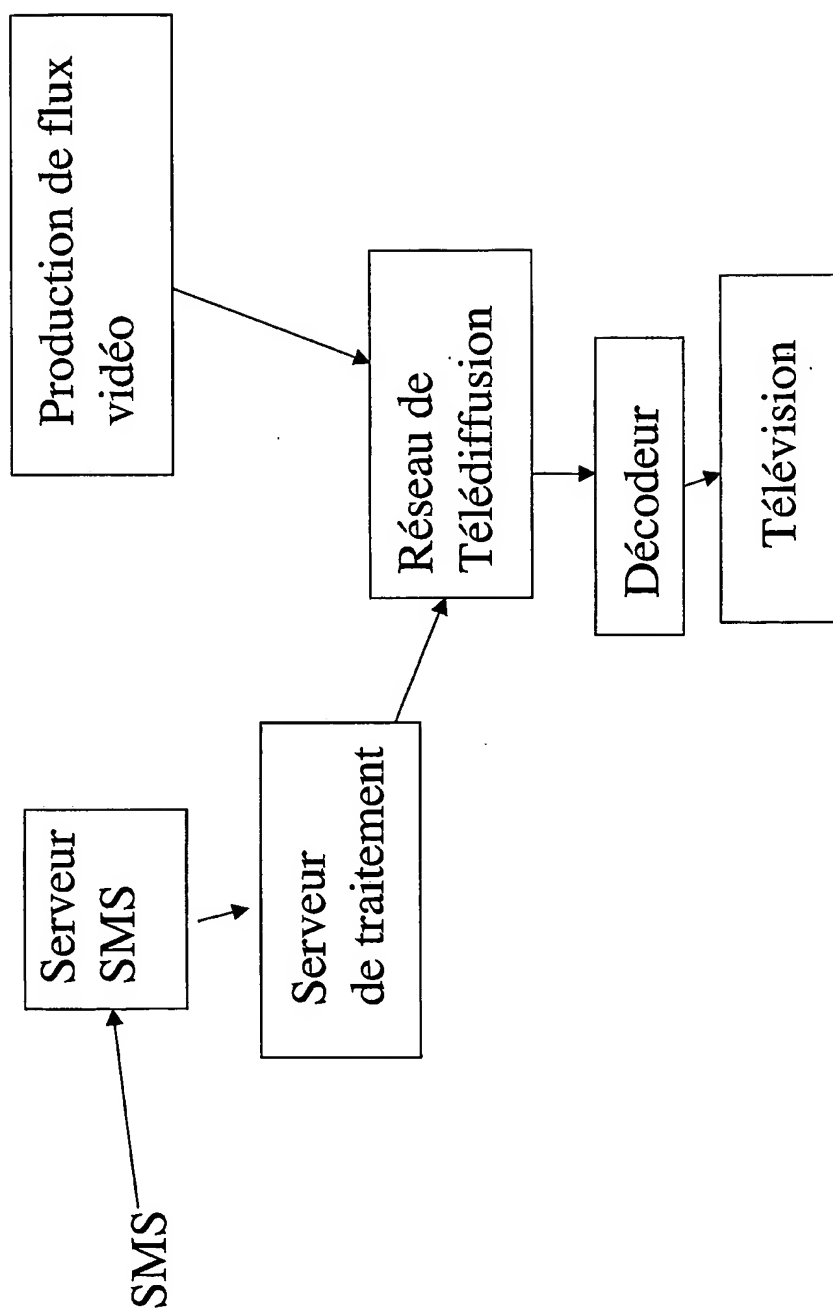 SMS
Serveur
SMS
Serveur
de traitement
Production de flux
vidéo
Réseau de
Télédiffusion
Décodeur
Télévision